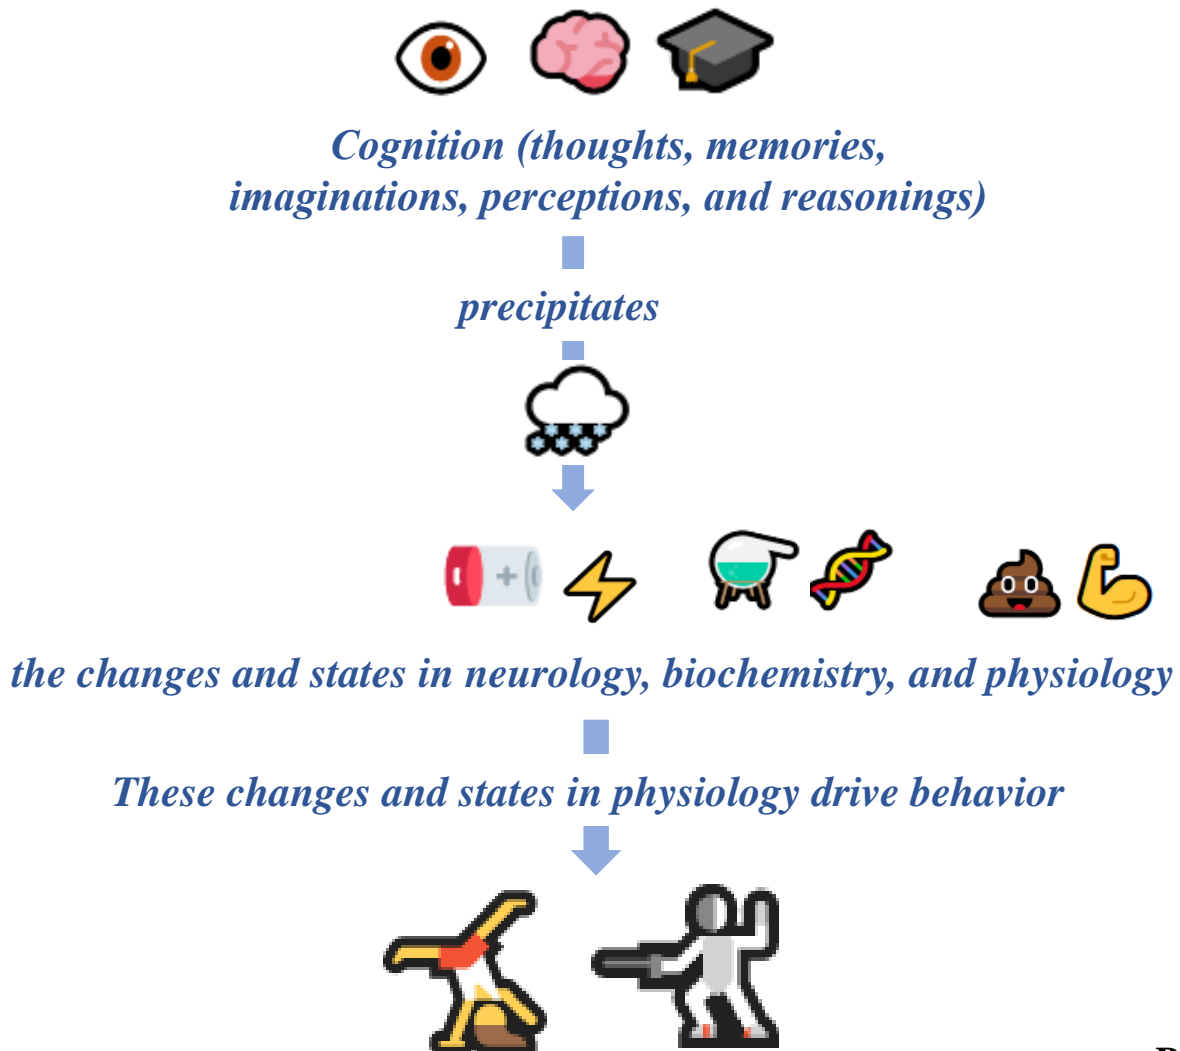 Cognition (thoughts, memories,
imaginations, perceptions, and reasonings)
precipitates
the changes and states in neurology, biochemistry, and physiology
These changes and states in physiology drive behavior